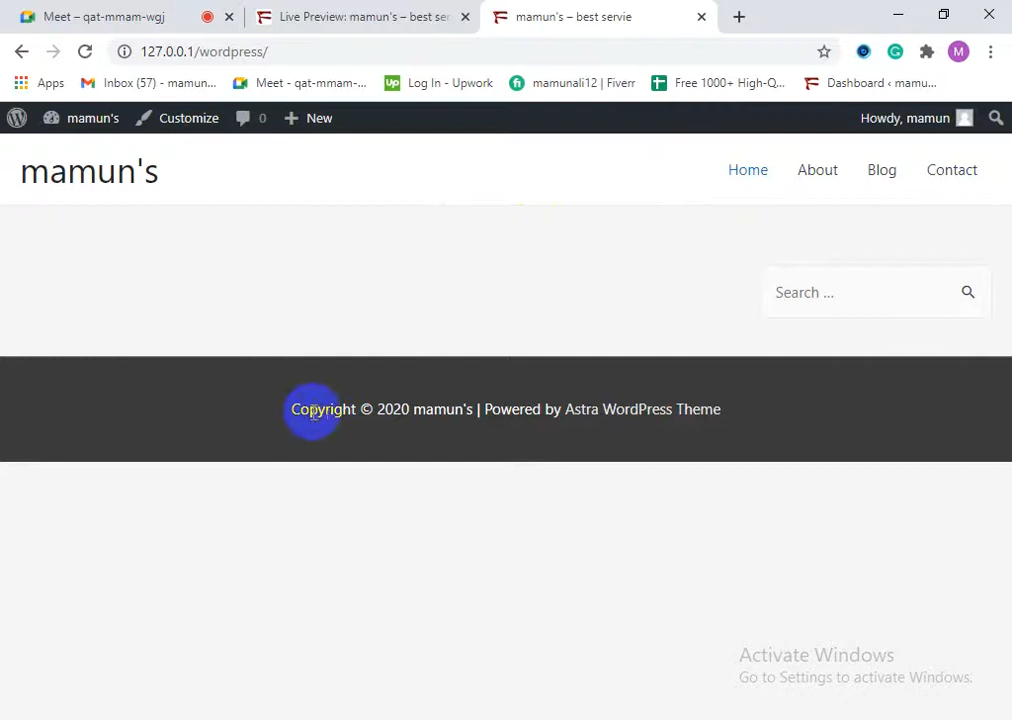 Meet – qat-mmam-wgj
Live Preview: mamun's – best ser
mamun's – best servie
127.0.0.1/wordpress/
M
Apps
Inbox (57) - mamun...
Meet - qat-mmam-...
up Log In - Upwork
fi mamunali12 | Fiverr
Free 1000+ High-Q...
Dashboard ‹ mamu...
mamun's
Customize
0
New
Howdy, mamun
mamun's
Home
About
Blog
Contact
Search ...
Copyright © 2020 mamun's | Powered by Astra WordPress Theme
Activate Windows
Go to Settings to activate Windows.